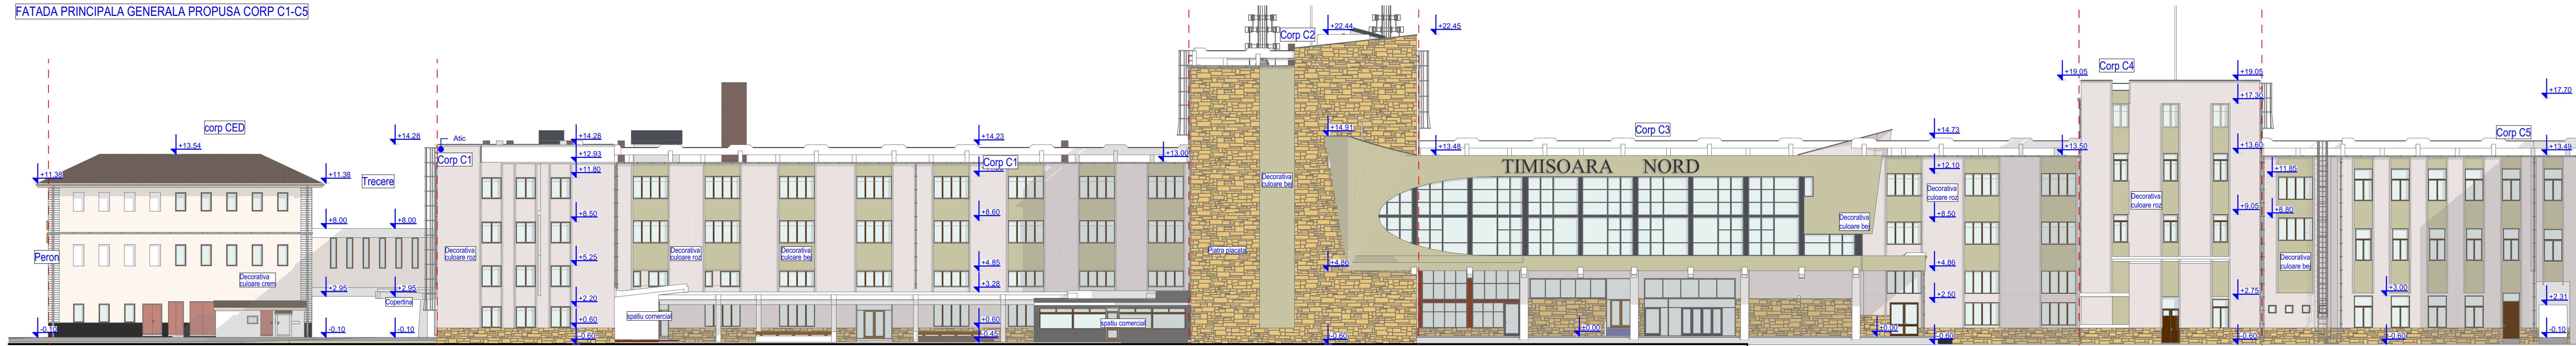 FATADA PRINCIPALA GENERALA PROPUSA CORP C1-C5
corp CED
+13.54
+11.38
+11.38
Trecere
+8.00
+8.00
Peron
Decorativa
culoare crem
+2.95
+2.95
Copertina
-0.10
-0.10
-0.10
+14.28
Atic
Corp C1
Decorativa
culoare roz
+14.28
+12.93
+11.80
+8.50
+5.25
+2.20
+0.60
-0.60
spatiu comercial
Decorativa
culoare roz
Decorativa
culoare bej
+14.23
Corp C1
+8.60
+4.85
+3.28
+0.60
-0.45
spatiu comercial
+13.00
Corp C2
+22.44
+22.45
Decorativa
culoare bej
Piatra placata
+14.91
+4.86
-0.60
Corp C3
+13.48
TIMISOARA NORD
+0.00
+0.00
Decorativa
culoare bej
+14.73
+12.10
Decorativa
culoare roz
+8.50
+4.86
+2.50
-0.60
+19.05
+13.50
Corp C4
Decorativa
culoare roz
+19.05
+17.30
+13.60
+9.05
+2.75
-0.60
+11.85
+8.80
Decorativa
culoare bej
+3.00
-0.60
Corp C5
+17.70
+13.49
+2.31
-0.10